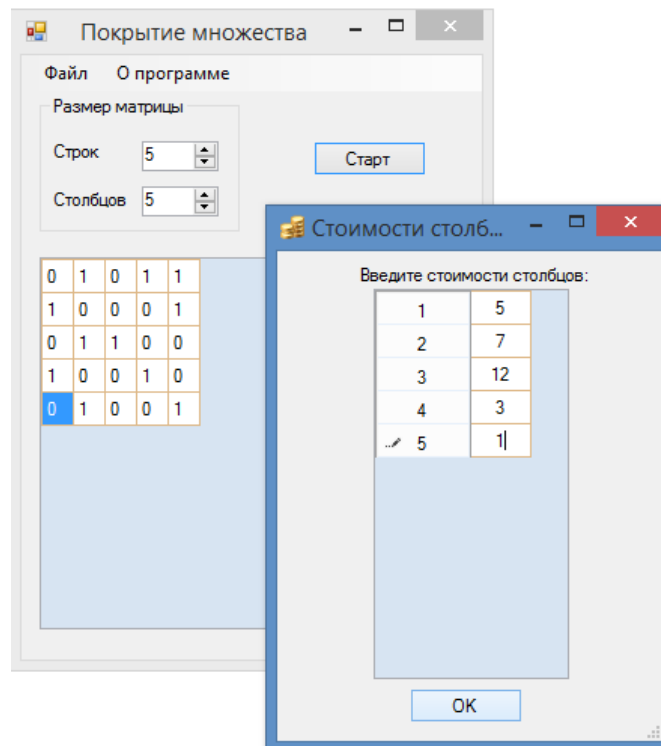 Покрытие множества
Файл О программе
Размер матрицы
Строк 5
Старт
Столбцов 5
0 1 0 1 1
1 0 0 0 1
0 1 1 0 0
1 0 0 1 0
0 1 0 0 1
Стоимости столб...
Введите стоимости столбцов:
1 5
2 7
3 12
4 3
5 1
OK